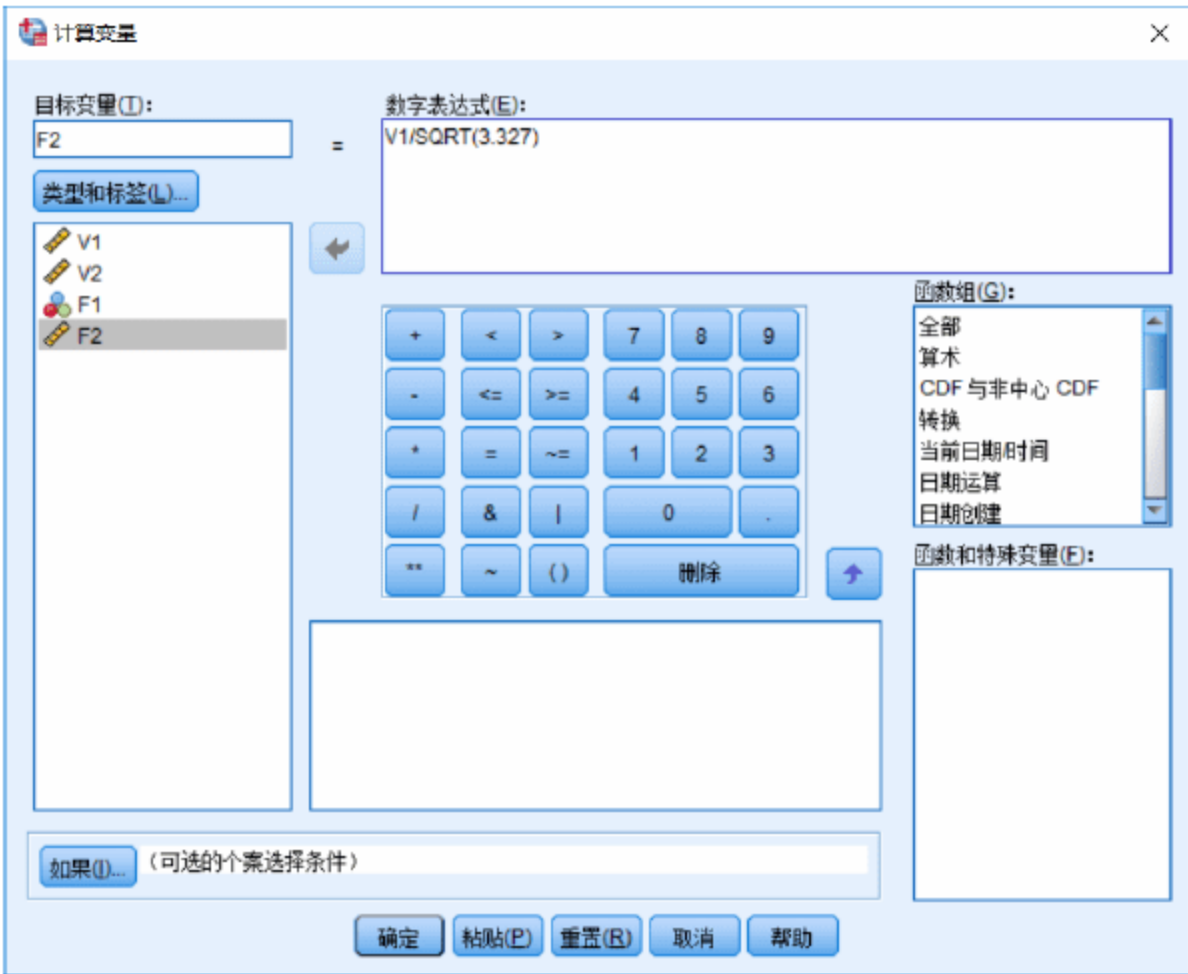 计算变量
目标变量(T):
F2
=
数字表达式(E):
V1/SQRT(3.327)
类型和标签(L)...
V1
V2
F1
F2
+ < > 7 8 9
- <= >= 4 5 6
* = ~= 1 2 3
/ & | 0 .
** ~ ( ) 删除
函数组(G):
全部
算术
CDF 与非中心 CDF
转换
当前日期/时间
日期运算
日期创建
函数和特殊变量(F):
如果(I)... (可选的个案选择条件)
确定 粘贴(P) 重置(R) 取消 帮助